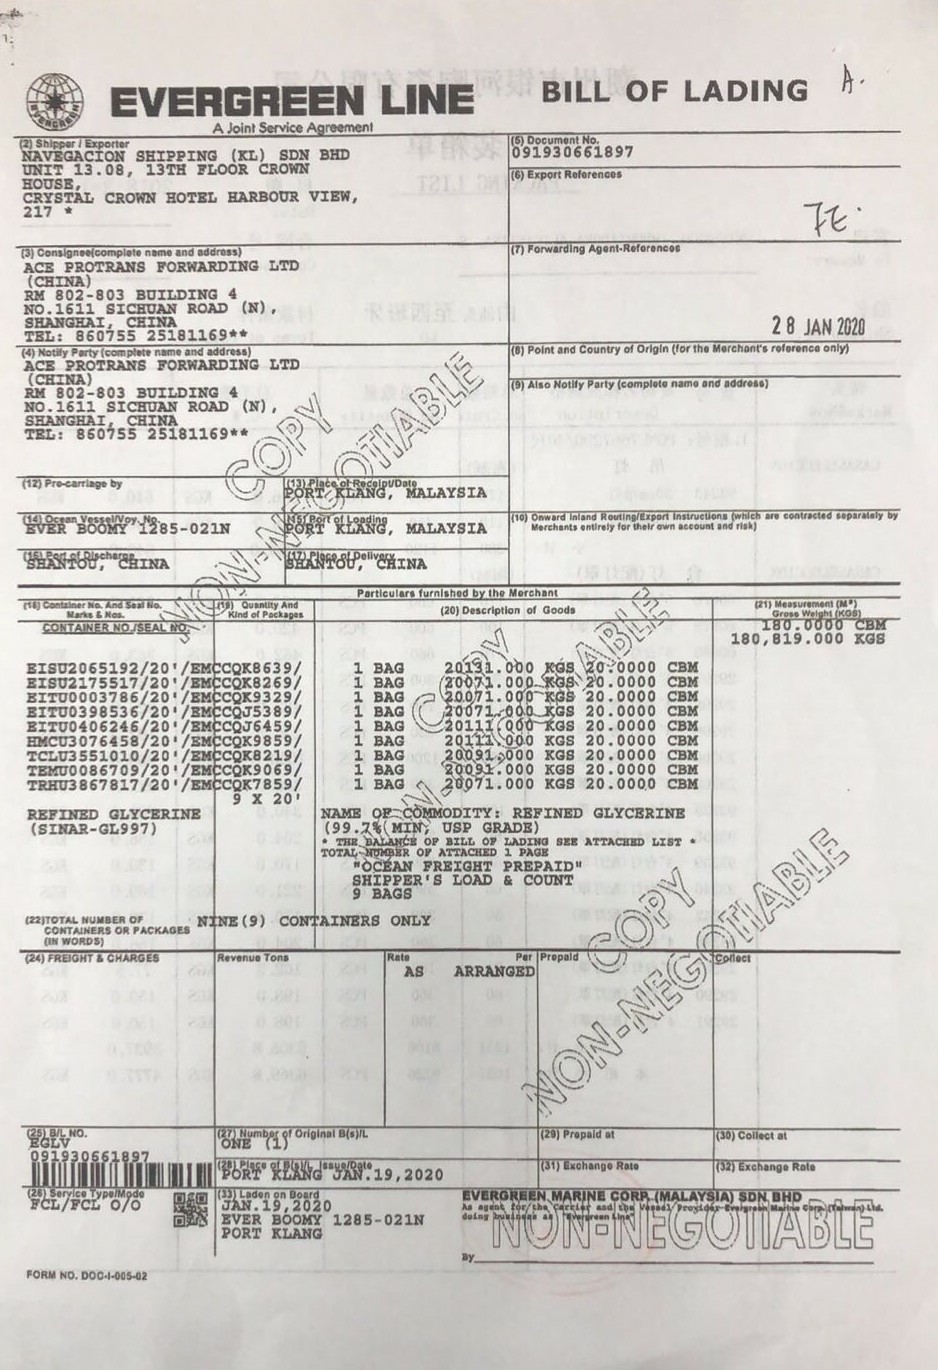 EVERGREEN LINE
A Joint Service Agreement
BILL OF LADING
A.
(2) Shipper / Exporter
NAVEGACION SHIPPING (KL) SDN BHD
UNIT 13.08, 13TH FLOOR CROWN
HOUSE,
CRYSTAL CROWN HOTEL HARBOUR VIEW,
217 *
(5) Document No.
091930661897
(6) Export References
(3) Consignee(complete name and address)
ACE PROTRANS FORWARDING LTD
(CHINA)
RM 802-803 BUILDING 4
NO.1611 SICHUAN ROAD (N),
SHANGHAI, CHINA
TEL: 860755 25181169**
(7) Forwarding Agent-References
28 JAN 2020
(4) Notify Party (complete name and address)
ACE PROTRANS FORWARDING LTD
(CHINA)
RM 802-803 BUILDING 4
NO.1611 SICHUAN ROAD (N),
SHANGHAI, CHINA
TEL: 860755 25181169**
(8) Point and Country of Origin (for the Merchant's reference only)
(9) Also Notify Party (complete name and address)
COPY
NON-NEGOTIABLE
(12) Pre-carriage by
(13) Place of Receipt/Date
PORT KLANG, MALAYSIA
(14) Ocean Vessel/Voy. No.
EVER BOOMY 1285-021N
(15) Port of Loading
PORT KLANG, MALAYSIA
(10) Onward Inland Routing/Export Instructions (which are contracted separately by
Merchants entirely for their own account and risk)
(16) Port of Discharge
SHANTOU, CHINA
(17) Place of Delivery
SHANTOU, CHINA
Particulars furnished by the Merchant
(18) Container No. And Seal No.
Marks & Nos.
(19) Quantity And
Kind of Packages
(20) Description of Goods
(21) Measurement (M³)
Gross Weight (KGS)
CONTAINER NO./SEAL NO.
180.0000 CBM
180,819.000 KGS
EISU2065192/20'/EMCCQK8639/ 1 BAG 20131.000 KGS 20.0000 CBM
EISU2175517/20'/EMCCQK8269/ 1 BAG 20071.000 KGS 20.0000 CBM
EITU0003786/20'/EMCCQK9329/ 1 BAG 20071.000 KGS 20.0000 CBM
EITU0398536/20'/EMCCQJ5389/ 1 BAG 20071.000 KGS 20.0000 CBM
EITU0406246/20'/EMCCQJ6459/ 1 BAG 20111.000 KGS 20.0000 CBM
HMCU3076458/20'/EMCCQK9859/ 1 BAG 20111.000 KGS 20.0000 CBM
TCLU3551010/20'/EMCCQK8219/ 1 BAG 20091.000 KGS 20.0000 CBM
TEMU0086709/20'/EMCCQK9069/ 1 BAG 20091.000 KGS 20.0000 CBM
TRHU3867817/20'/EMCCQK7859/ 1 BAG 20071.000 KGS 20.0000 CBM
9 X 20'
REFINED GLYCERINE
(SINAR-GL997)
NAME OF COMMODITY: REFINED GLYCERINE
(99.7% MIN, USP GRADE)
* THE BALANCE OF BILL OF LADING SEE ATTACHED LIST *
TOTAL NUMBER OF ATTACHED 1 PAGE
"OCEAN FREIGHT PREPAID"
SHIPPER'S LOAD & COUNT
9 BAGS
COPY
NON-NEGOTIABLE
(22)TOTAL NUMBER OF
CONTAINERS OR PACKAGES
(IN WORDS)
NINE(9) CONTAINERS ONLY
(24) FREIGHT & CHARGES
Revenue Tons
Rate
Per
Prepaid
Collect
AS ARRANGED
COPY
NON-NEGOTIABLE
(25) B/L NO.
EGLV
091930661897
(27) Number of Original B(s)/L
ONE (1)
(29) Prepaid at
(30) Collect at
(28) Place of B(s)/L Issue/Date
PORT KLANG JAN.19,2020
(31) Exchange Rate
(32) Exchange Rate
(26) Service Type/Mode
FCL/FCL O/O
(33) Laden on Board
JAN.19,2020
EVER BOOMY 1285-021N
PORT KLANG
EVERGREEN MARINE CORP.(MALAYSIA) SDN BHD
As agent for the Carrier and the Vessel Provider-Evergreen Marine Corp.(Taiwan) Ltd.
doing business as "Evergreen Line"
NON-NEGOTIABLE
By
FORM NO. DOC-I-005-02